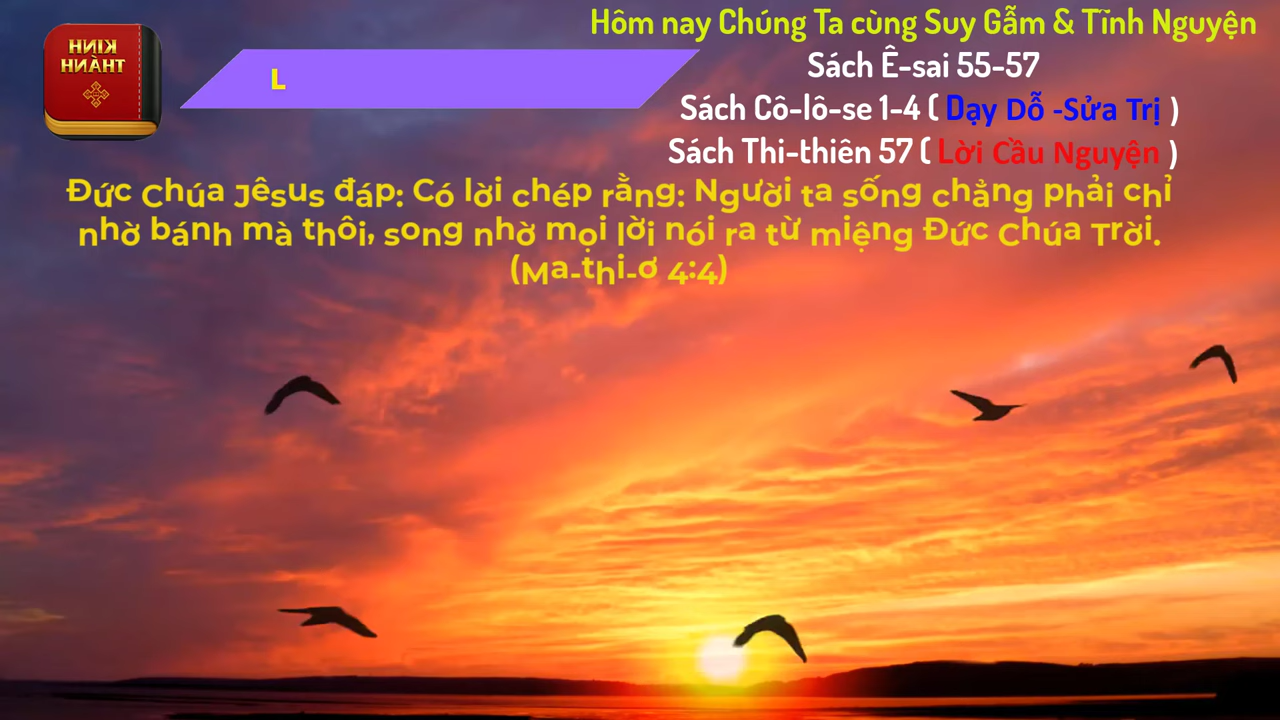 KINH
THÀNH
L
Hôm nay Chúng Ta cùng Suy Gẫm & Tĩnh Nguyện
Sách Ê-sai 55-57
Sách Cô-lô-se 1-4 ( Dạy Dỗ -Sửa Trị )
Sách Thi-thiên 57 ( Lời Cầu Nguyện )
Đức Chúa Jêsus đáp: Có lời chép rằng: Người ta sống chẳng phải chỉ
nhờ bánh mà thôi, song nhờ mọi lời nói ra từ miệng Đức Chúa Trời.
(Ma-thi-ơ 4:4)